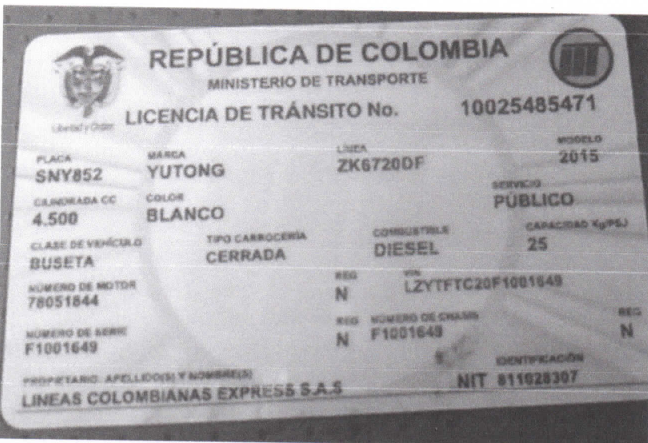 REPÚBLICA DE COLOMBIA
MINISTERIO DE TRANSPORTE
Libertad y Orden
LICENCIA DE TRÁNSITO No. 10025485471
PLACA MARCA LÍNEA MODELO
SNY852 YUTONG ZK6720DF 2015
CILINDRADA CC COLOR SERVICIO
4.500 BLANCO PÚBLICO
CLASE DE VEHÍCULO TIPO CARROCERÍA COMBUSTIBLE CAPACIDAD Kg/PSJ
BUSETA CERRADA DIESEL 25
NÚMERO DE MOTOR REG VIN
78051844 N LZYTFTC20F1001649
NÚMERO DE SERIE REG NÚMERO DE CHASIS REG
F1001649 N F1001649 N
PROPIETARIO: APELLIDO(S) Y NOMBRE(S) IDENTIFICACIÓN
LINEAS COLOMBIANAS EXPRESS S.A.S NIT 811028307